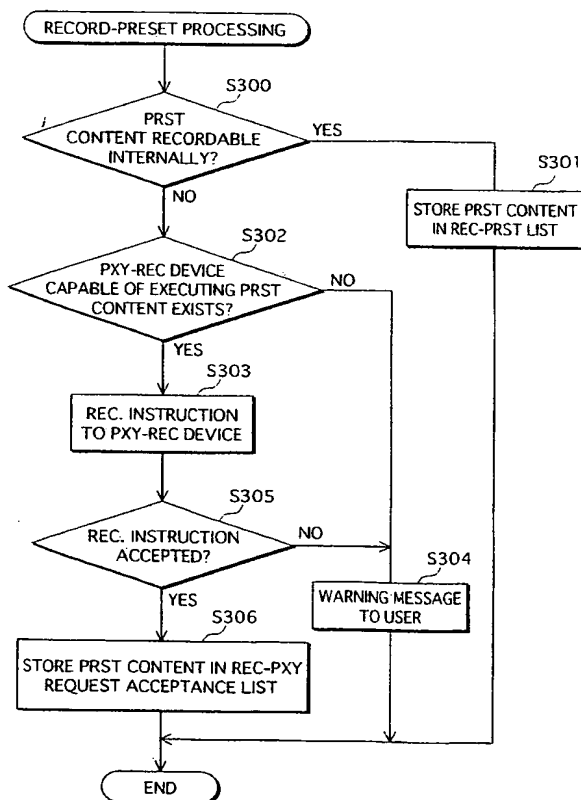 RECORD-PRESET PROCESSING
S300
PRST
CONTENT RECORDABLE
INTERNALLY?
YES
NO
S301
STORE PRST CONTENT
IN REC-PRST LIST
S302
PXY-REC DEVICE
CAPABLE OF EXECUTING PRST
CONTENT EXISTS?
NO
YES
S303
REC. INSTRUCTION
TO PXY-REC DEVICE
S305
REC. INSTRUCTION
ACCEPTED?
NO
YES
S304
WARNING MESSAGE
TO USER
S306
STORE PRST CONTENT IN REC-PXY
REQUEST ACCEPTANCE LIST
END